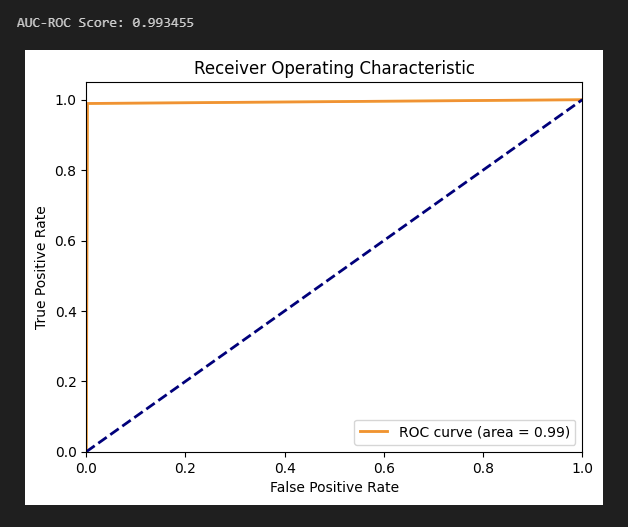 AUC-ROC Score: 0.993455
Receiver Operating Characteristic
1.0
0.8
0.6
0.4
0.2
0.0
True Positive Rate
ROC curve (area = 0.99)
0.0 0.2 0.4 0.6 0.8 1.0
False Positive Rate